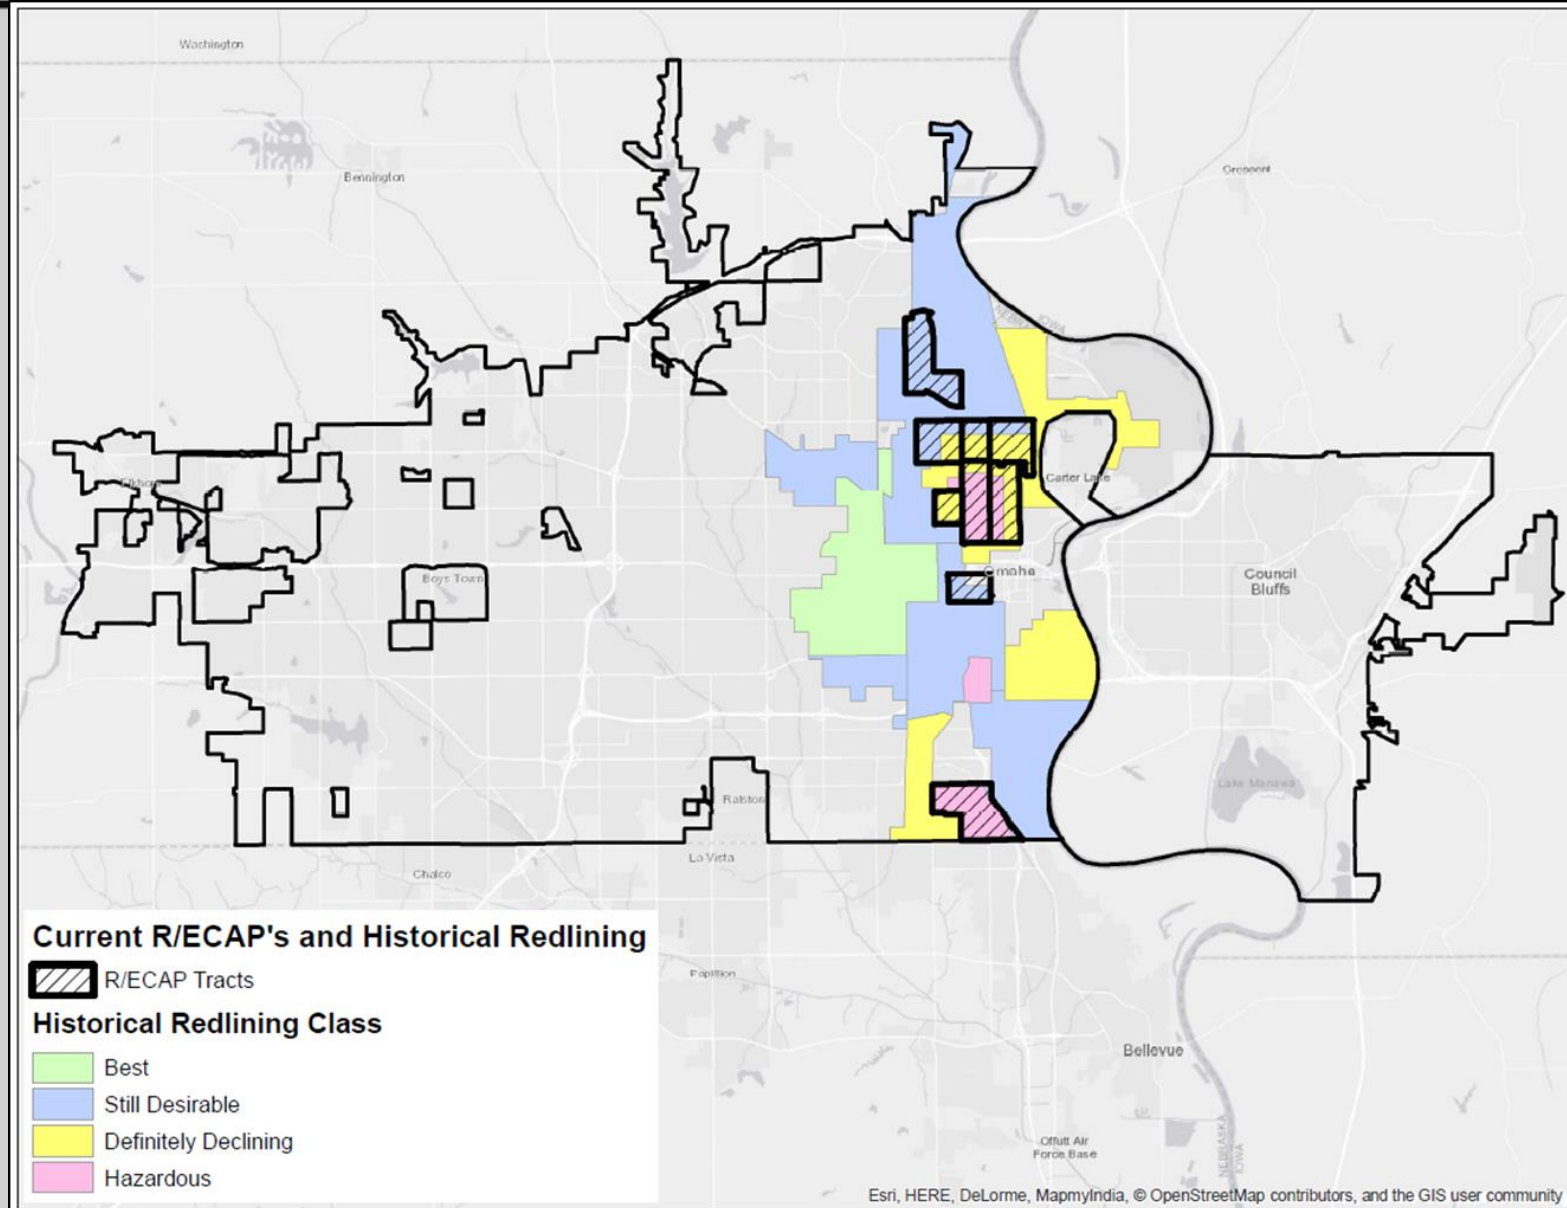 Washington
Bennington
Crescent
NEBRASKA IOWA
Elkhorn
Carter Lake
Boys Town
Omaha
Council
Bluffs
Lake Manawa
Ralston
La Vista
Chalco
Papillion
Bellevue
Offutt Air
Force Base
NEBRASKA
IOWA
Current R/ECAP's and Historical Redlining
R/ECAP Tracts
Historical Redlining Class
Best
Still Desirable
Definitely Declining
Hazardous
Esri, HERE, DeLorme, MapmyIndia, © OpenStreetMap contributors, and the GIS user community